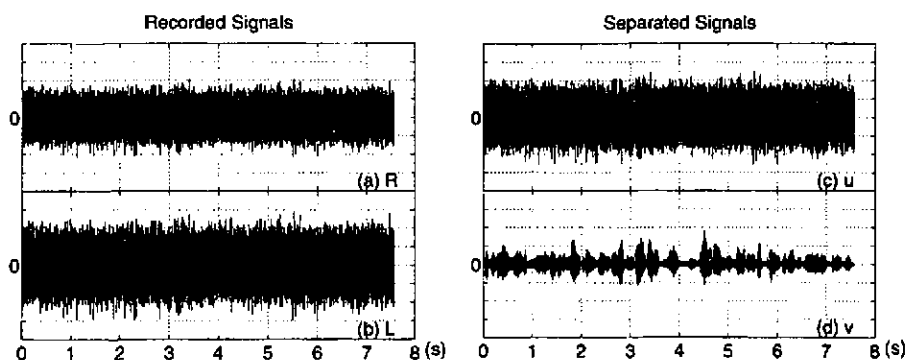 Recorded Signals
Separated Signals
0
(a) R
0
(b) L
0 1 2 3 4 5 6 7 8 (s)
0
(c) u
0
(d) v
0 1 2 3 4 5 6 7 8 (s)